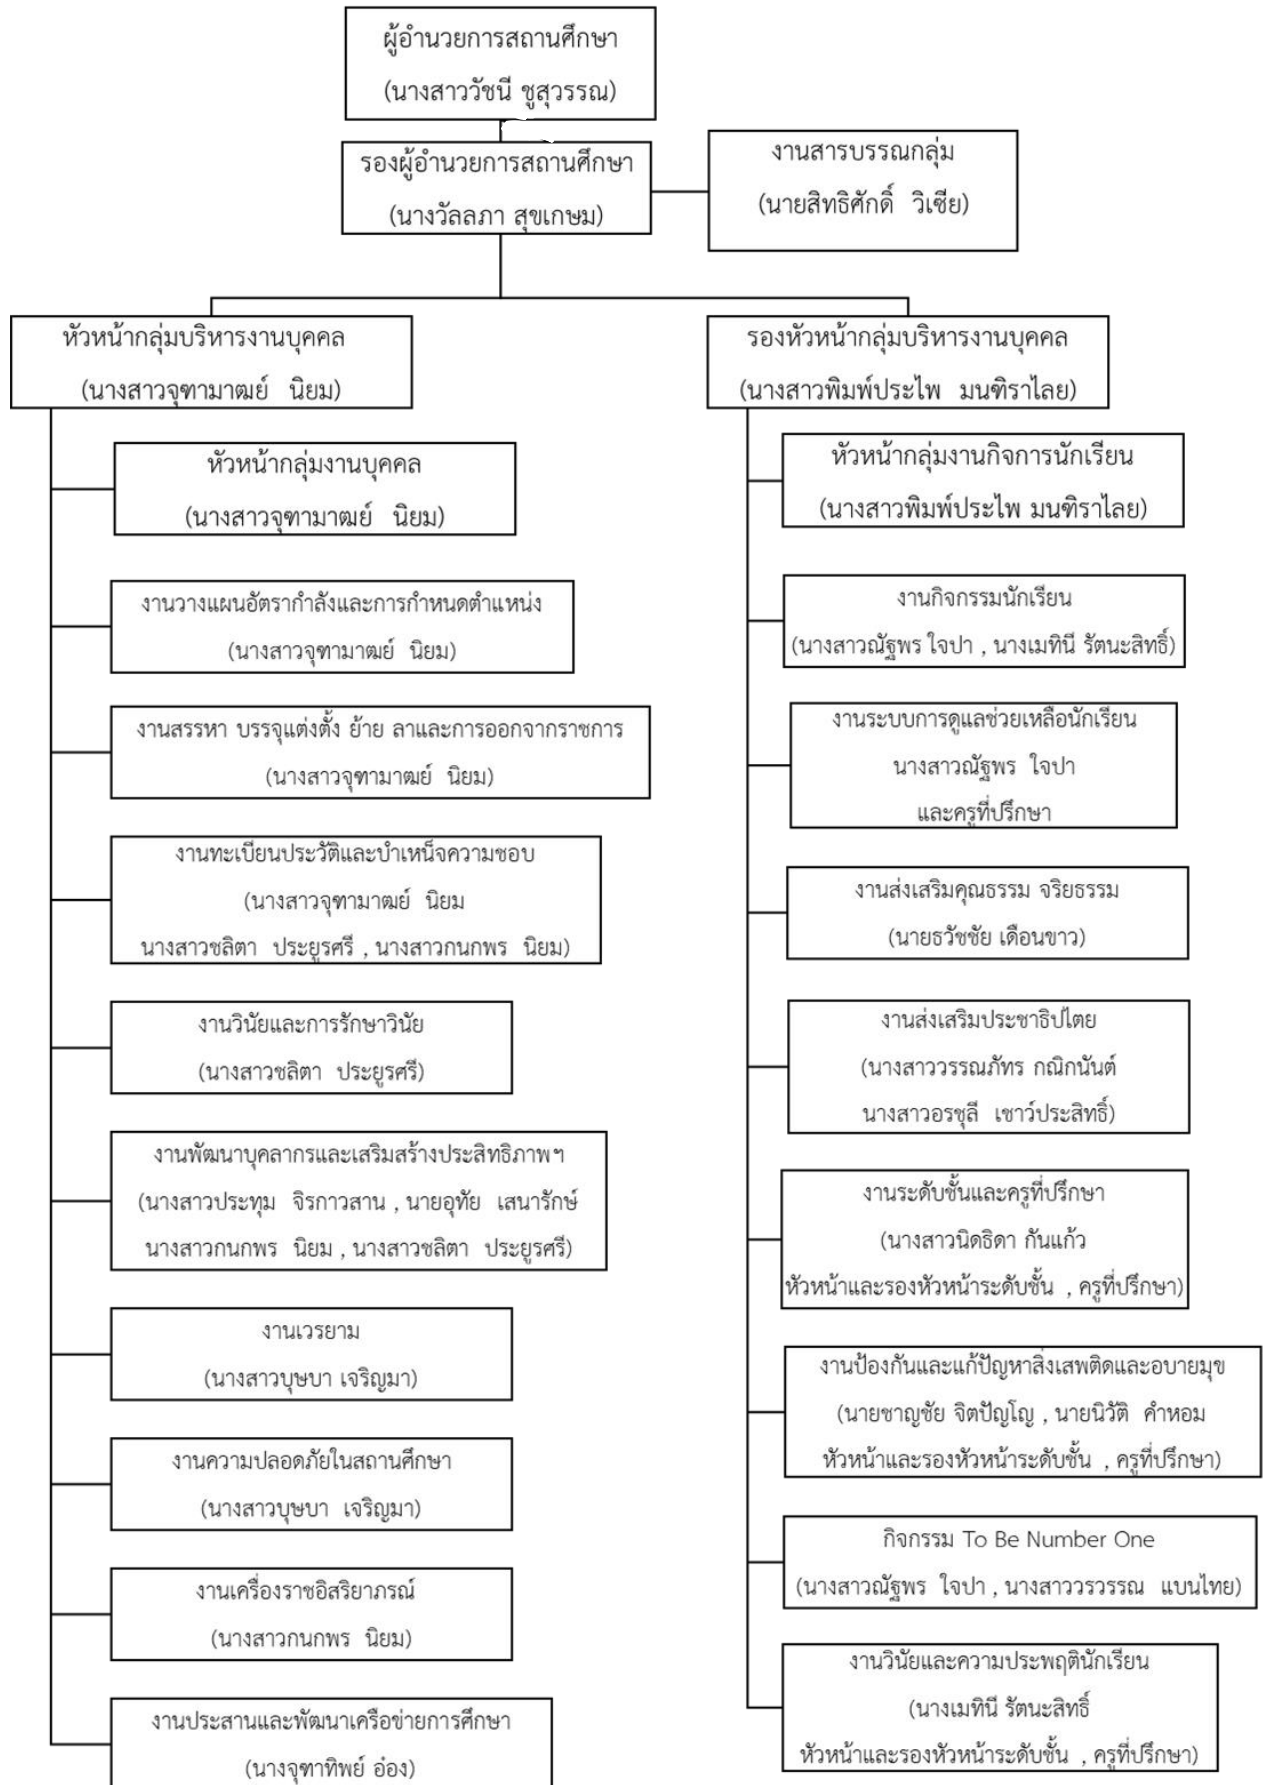 ผู้อำนวยการสถานศึกษา
(นางสาววัชนี ชูสุวรรณ)
รองผู้อำนวยการสถานศึกษา
(นางวัลลภา สุขเกษม)
งานสารบรรณกลุ่ม
(นายสิทธิศักดิ์ วิเชีย)
หัวหน้ากลุ่มบริหารงานบุคคล
(นางสาวจุฑามาฒย์ นิยม)
หัวหน้ากลุ่มงานบุคคล
(นางสาวจุฑามาฒย์ นิยม)
งานวางแผนอัตรากำลังและการกำหนดตำแหน่ง
(นางสาวจุฑามาฒย์ นิยม)
งานสรรหา บรรจุแต่งตั้ง ย้าย ลาและการออกจากราชการ
(นางสาวจุฑามาฒย์ นิยม)
งานทะเบียนประวัติและบำเหน็จความชอบ
(นางสาวจุฑามาฒย์ นิยม
นางสาวชลิตา ประยูรศรี , นางสาวกนกพร นิยม)
งานวินัยและการรักษาวินัย
(นางสาวชลิตา ประยูรศรี)
งานพัฒนาบุคลากรและเสริมสร้างประสิทธิภาพฯ
(นางสาวประทุม จิรกาวสาน , นายอุทัย เสนารักษ์
นางสาวกนกพร นิยม , นางสาวชลิตา ประยูรศรี)
งานเวรยาม
(นางสาวบุษบา เจริญมา)
งานความปลอดภัยในสถานศึกษา
(นางสาวบุษบา เจริญมา)
งานเครื่องราชอิสริยาภรณ์
(นางสาวกนกพร นิยม)
งานประสานและพัฒนาเครือข่ายการศึกษา
(นางจุฑาทิพย์ อ๋อง)
รองหัวหน้ากลุ่มบริหารงานบุคคล
(นางสาวพิมพ์ประไพ มนฑิราไลย)
หัวหน้ากลุ่มงานกิจการนักเรียน
(นางสาวพิมพ์ประไพ มนฑิราไลย)
งานกิจกรรมนักเรียน
(นางสาวณัฐพร ใจปา , นางเมทินี รัตนะสิทธิ์)
งานระบบการดูแลช่วยเหลือนักเรียน
นางสาวณัฐพร ใจปา
และครูที่ปรึกษา
งานส่งเสริมคุณธรรม จริยธรรม
(นายธวัชชัย เดือนขาว)
งานส่งเสริมประชาธิปไตย
(นางสาววรรณภัทร กณิกนันต์
นางสาวอรชุลี เชาว์ประสิทธิ์)
งานระดับชั้นและครูที่ปรึกษา
(นางสาวนิดธิดา กันแก้ว
หัวหน้าและรองหัวหน้าระดับชั้น , ครูที่ปรึกษา)
งานป้องกันและแก้ปัญหาสิ่งเสพติดและอบายมุข
(นายชาญชัย จิตปัญโญ , นายนิวัติ คำหอม
หัวหน้าและรองหัวหน้าระดับชั้น , ครูที่ปรึกษา)
กิจกรรม To Be Number One
(นางสาวณัฐพร ใจปา , นางสาววรวรรณ แบนไทย)
งานวินัยและความประพฤตินักเรียน
(นางเมทินี รัตนะสิทธิ์
หัวหน้าและรองหัวหน้าระดับชั้น , ครูที่ปรึกษา)